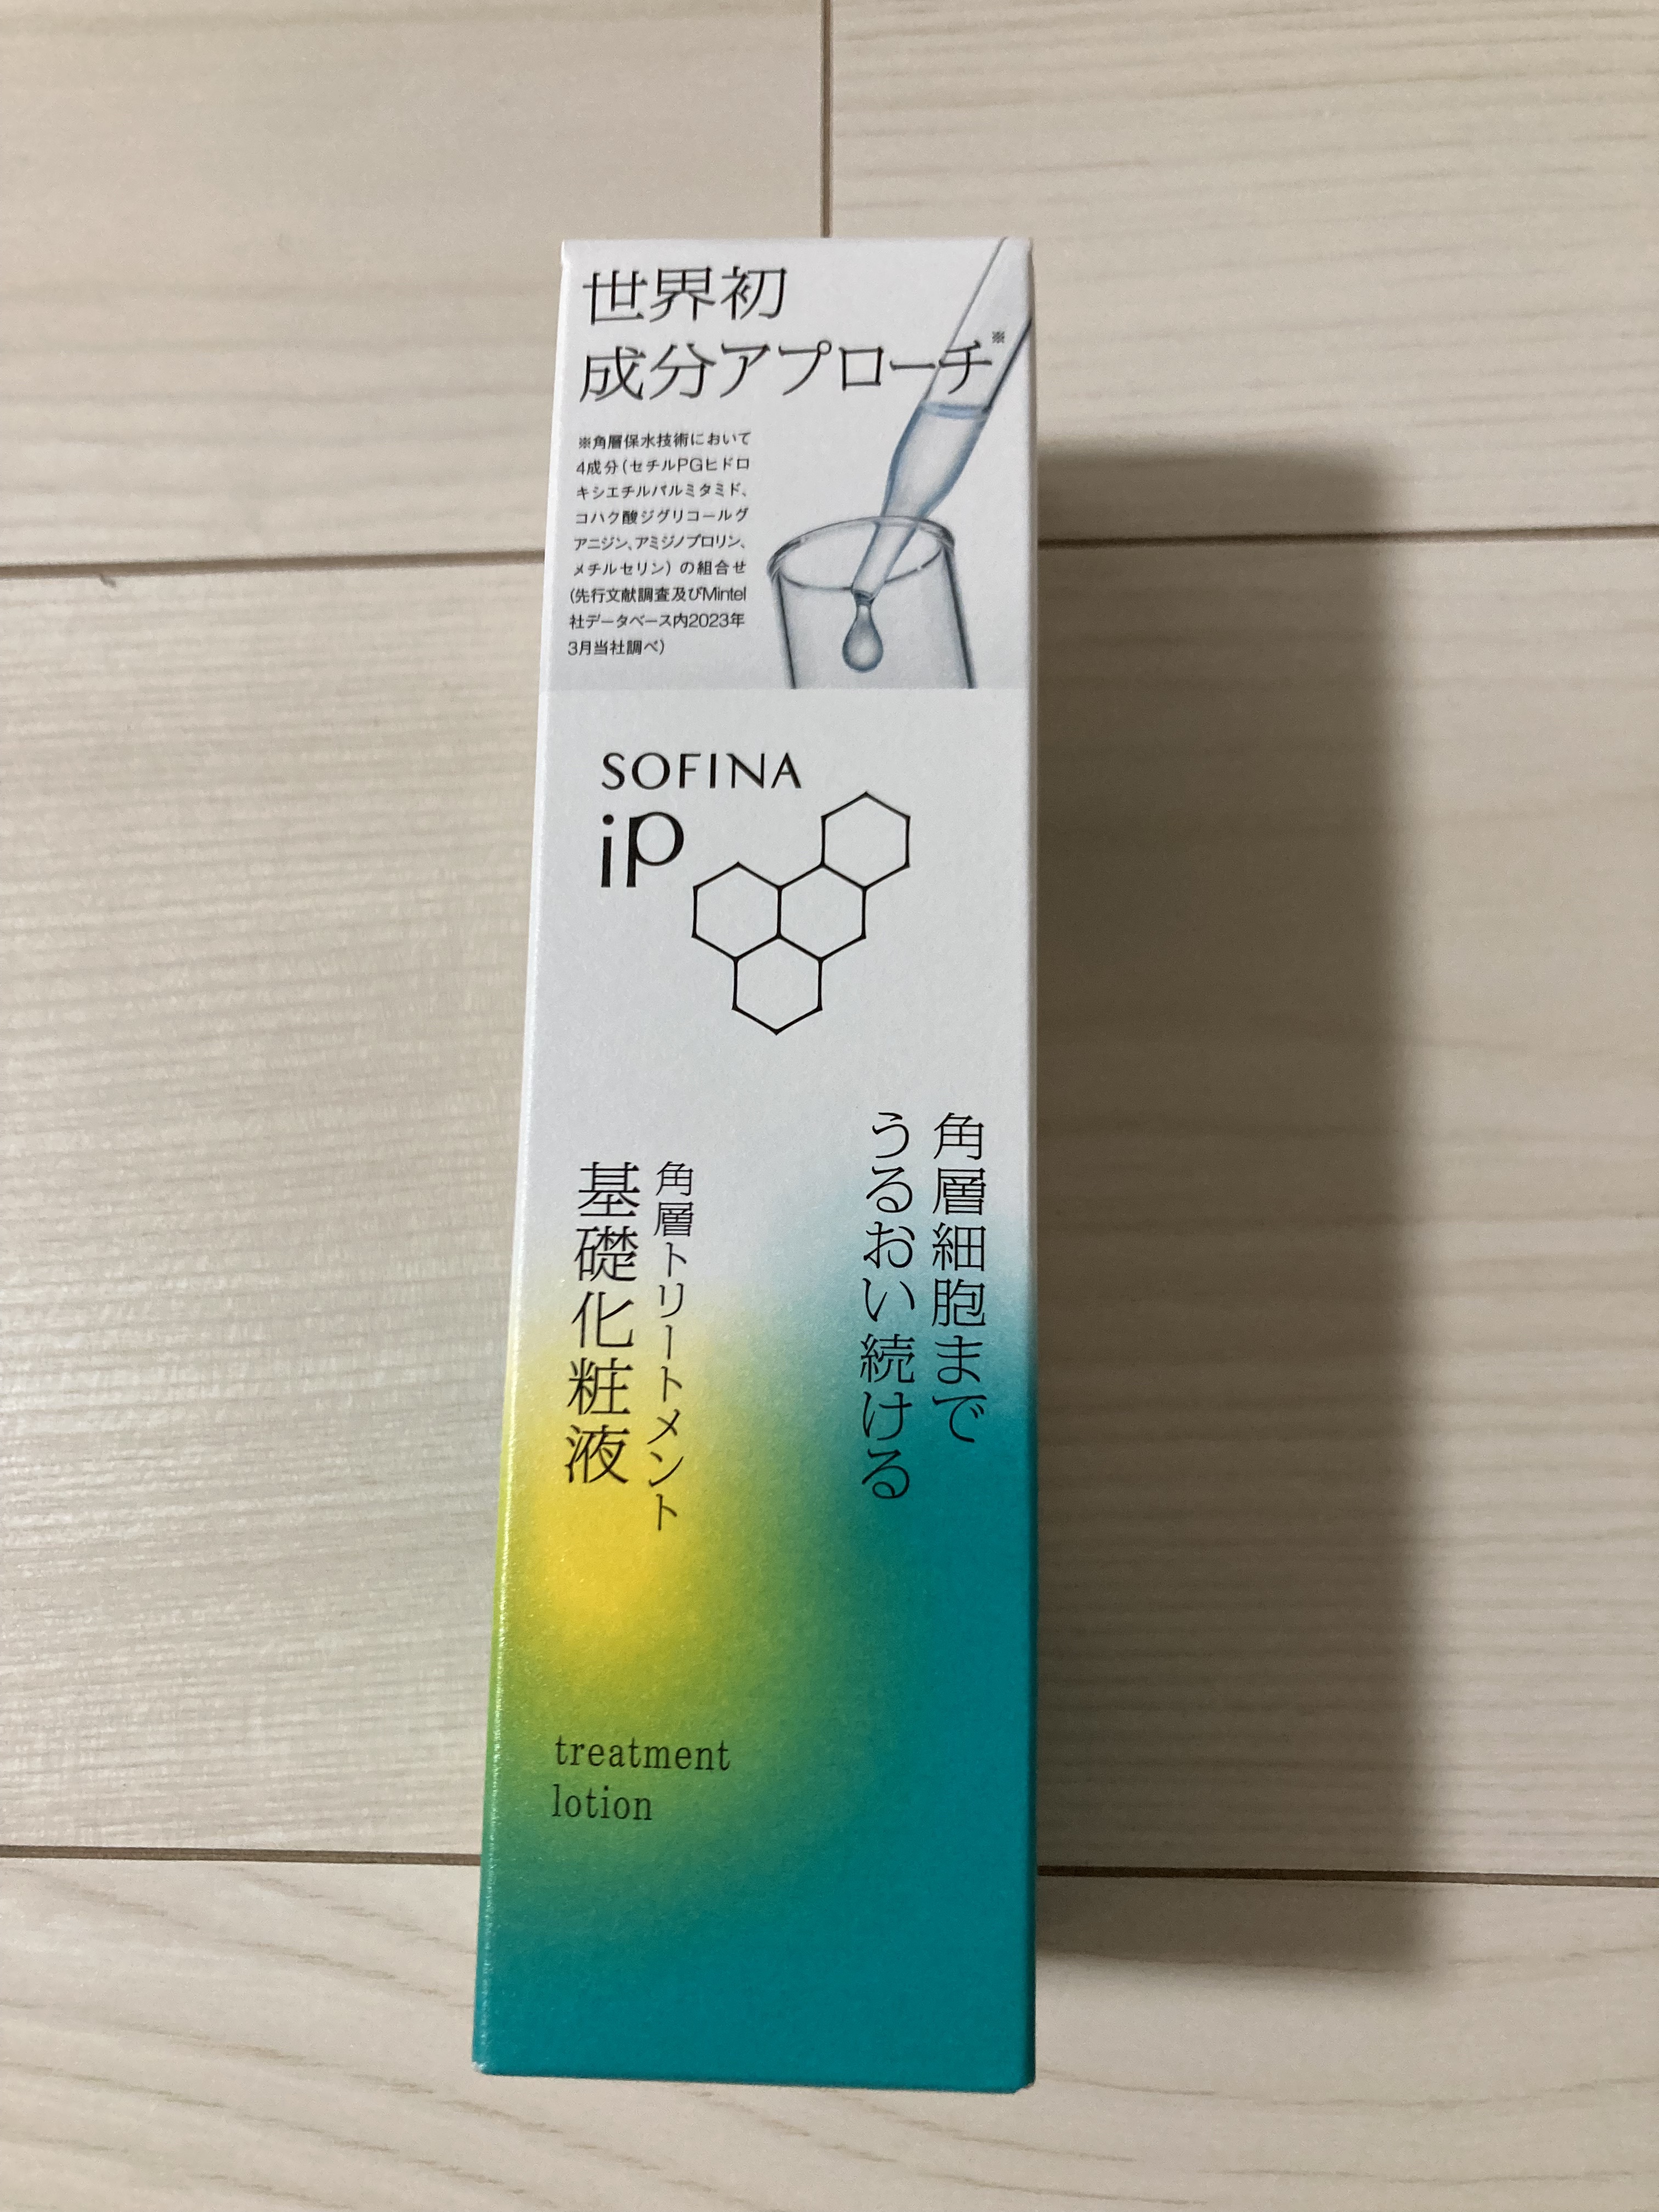 世界初
成分アプローチ※
※角層保水技術において
4成分(セチルPGヒドロ
キシエチルパルミタミド、
コハク酸ジグリコールグ
アニジン、アミジノプロリン、
メチルセリン)の組合せ
(先行文献調査及びMintel
社データベース内2023年
3月当社調べ)
SOFINA
iP
角層細胞まで
うるおい続ける
角層トリートメント
基礎化粧液
treatment
lotion